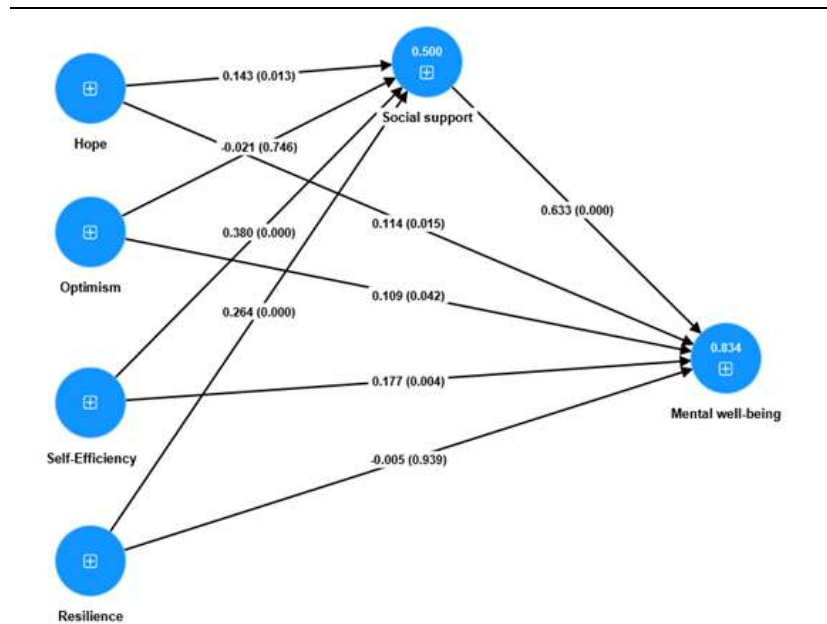 0.500
0.143 (0.013)
Social support
Hope
-0.021 (0.746)
0.633 (0.000)
0.114 (0.015)
0.380 (0.000)
Optimism
0.109 (0.042)
0.264 (0.000)
0.834
0.177 (0.004)
Mental well-being
Self-Efficiency
-0.005 (0.939)
Resilience